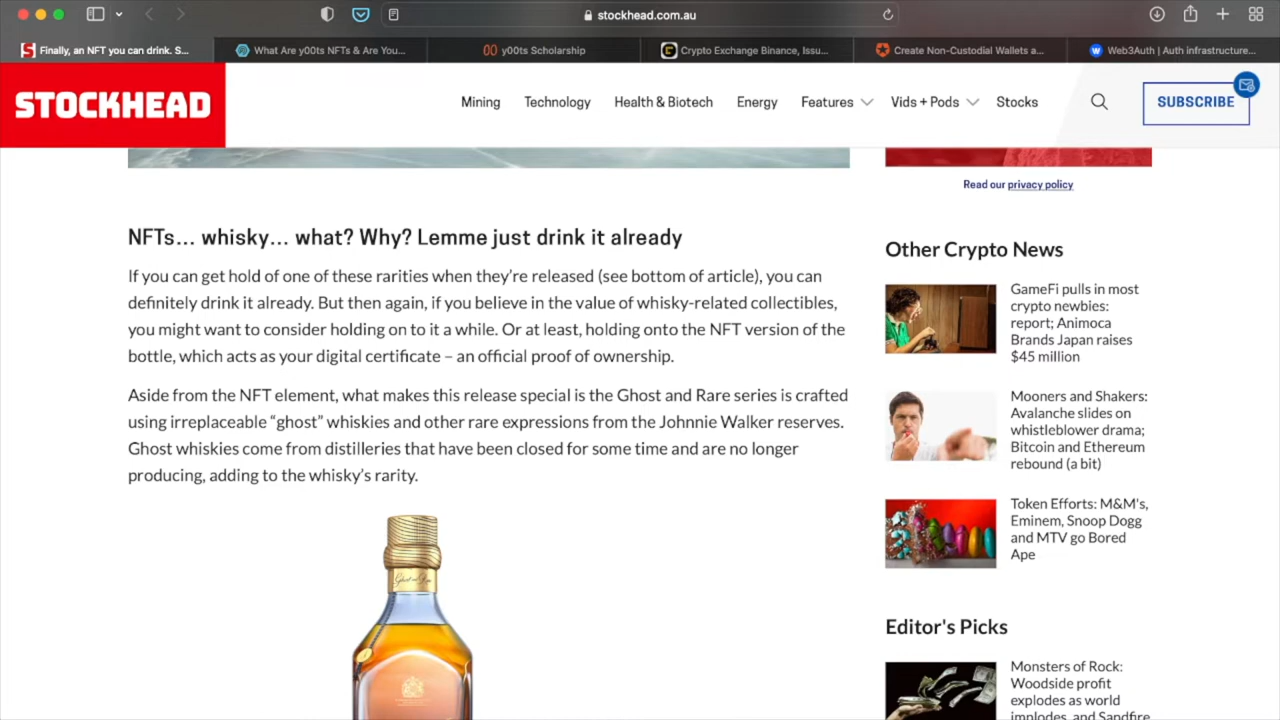 stockhead.com.au
Finally, an NFT you can drink. S...
What Are y00ts NFTs & Are You...
y00ts Scholarship
Crypto Exchange Binance, Issu...
Create Non-Custodial Wallets a...
Web3Auth | Auth infrastructure...
STOCKHEAD
Mining
Technology
Health & Biotech
Energy
Features
Vids + Pods
Stocks
SUBSCRIBE
Read our privacy policy
NFTs… whisky… what? Why? Lemme just drink it already
If you can get hold of one of these rarities when they're released (see bottom of article), you can
definitely drink it already. But then again, if you believe in the value of whisky-related collectibles,
you might want to consider holding on to it a while. Or at least, holding onto the NFT version of the
bottle, which acts as your digital certificate – an official proof of ownership.
Aside from the NFT element, what makes this release special is the Ghost and Rare series is crafted
using irreplaceable “ghost” whiskies and other rare expressions from the Johnnie Walker reserves.
Ghost whiskies come from distilleries that have been closed for some time and are no longer
producing, adding to the whisky's rarity.
Ghost and Rare
Other Crypto News
GameFi pulls in most
crypto newbies:
report; Animoca
Brands Japan raises
$45 million
Mooners and Shakers:
Avalanche slides on
whistleblower drama;
Bitcoin and Ethereum
rebound (a bit)
Token Efforts: M&M's,
Eminem, Snoop Dogg
and MTV go Bored
Ape
Editor's Picks
Monsters of Rock:
Woodside profit
explodes as world
implodes, and Sandfire